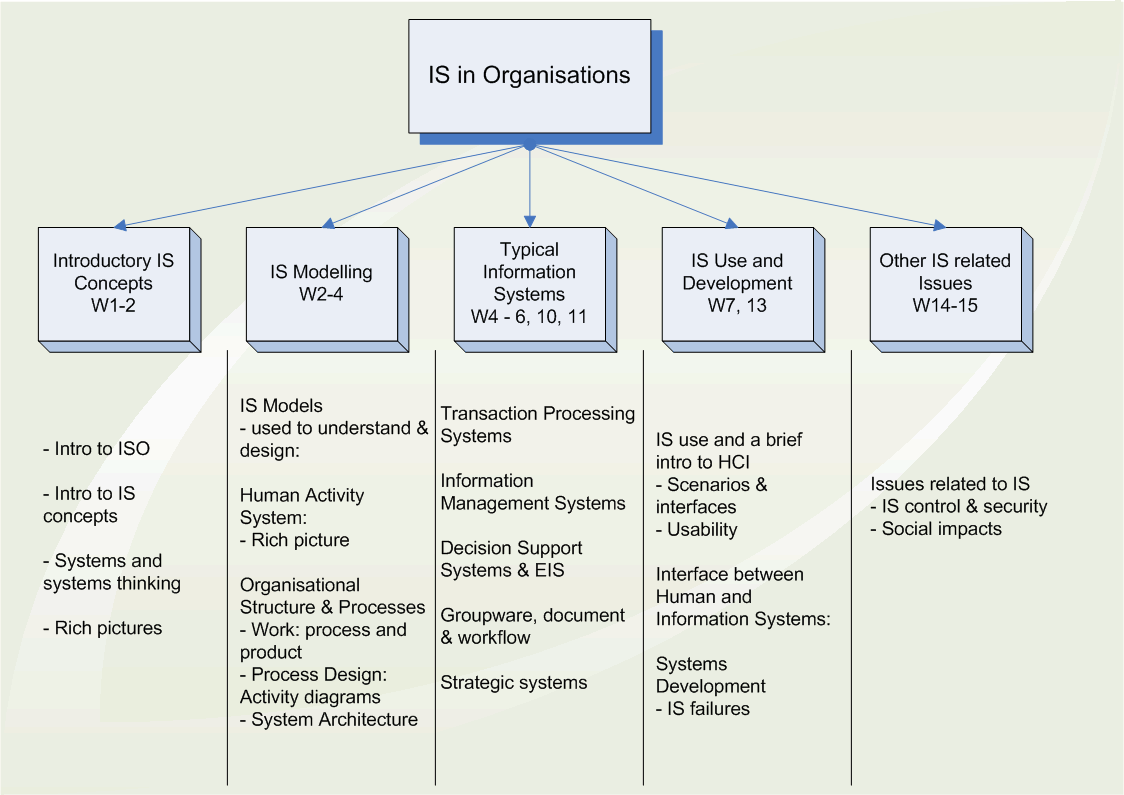 IS in Organisations
Introductory IS
Concepts
W1-2
IS Modelling
W2-4
Typical
Information
Systems
W4 - 6, 10, 11
IS Use and
Development
W7, 13
Other IS related
Issues
W14-15
- Intro to ISO
- Intro to IS
concepts
- Systems and
systems thinking
- Rich pictures
IS Models
- used to understand &
design:
Human Activity
System:
- Rich picture
Organisational
Structure & Processes
- Work: process and
product
- Process Design:
Activity diagrams
- System Architecture
Transaction Processing
Systems
Information
Management Systems
Decision Support
Systems & EIS
Groupware, document
& workflow
Strategic systems
IS use and a brief
intro to HCI
- Scenarios &
interfaces
- Usability
Interface between
Human and
Information Systems:
Systems
Development
- IS failures
Issues related to IS
- IS control & security
- Social impacts